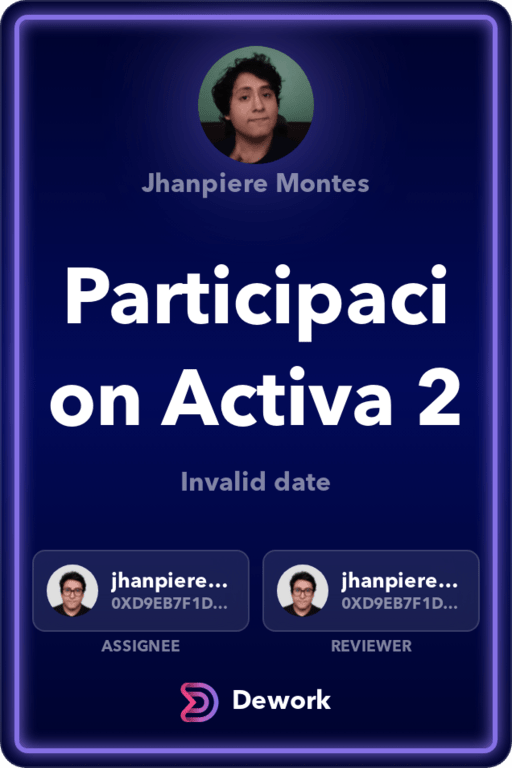 Jhanpiere Montes
Participaci
on Activa 2
Invalid date
jhanpiere...
0XD9EB7F1D...
jhanpiere...
0XD9EB7F1D...
ASSIGNEE
REVIEWER
Dework